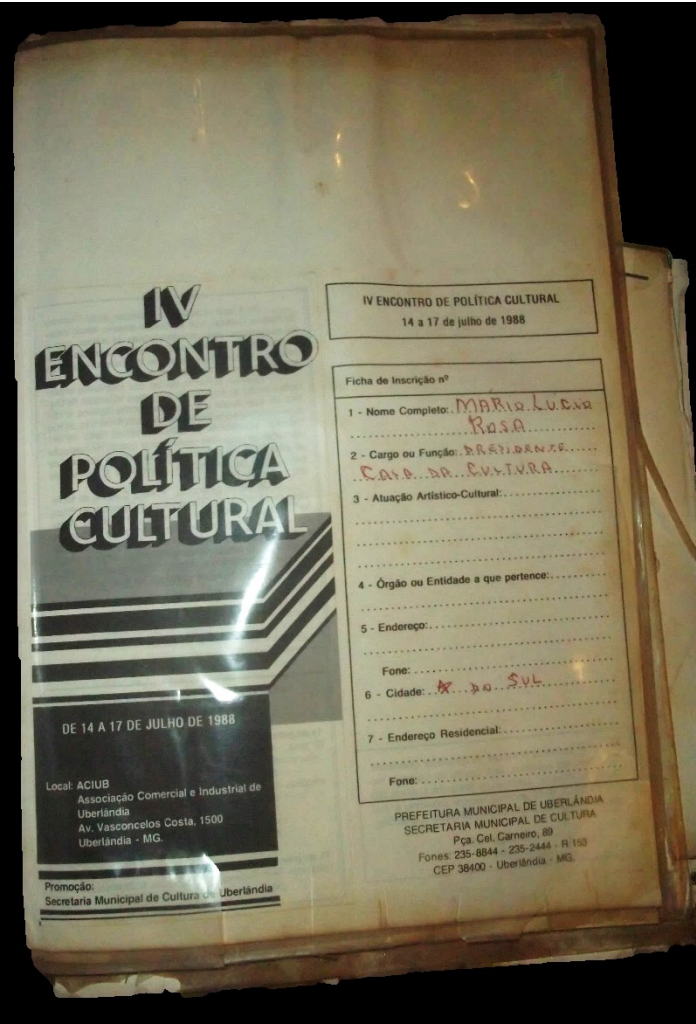 IV
ENCONTRO
DE
POLÍTICA
CULTURAL
DE 14 A 17 DE JULHO DE 1988
Local: ACIUB
Associação Comercial e Industrial de
Uberlândia
Av. Vasconcelos Costa, 1500
Uberlândia - MG.
Promoção:
Secretaria Municipal de Cultura de Uberlândia
IV ENCONTRO DE POLÍTICA CULTURAL
14 a 17 de julho de 1988
Ficha de Inscrição nº
1 - Nome Completo: MÁRIO LUCIO
ROSA
2 - Cargo ou Função: PRESIDENTE
CASA DA CULTURA
3 - Atuação Artístico-Cultural:
4 - Órgão ou Entidade a que pertence:
5 - Endereço:
Fone:
6 - Cidade: ☆ DO SUL
7 - Endereço Residencial:
Fone:
PREFEITURA MUNICIPAL DE UBERLÂNDIA
SECRETARIA MUNICIPAL DE CULTURA
Pça. Cel. Carneiro, 89
Fones: 235-8844 - 235-2444 - R.153
CEP 38400 - Uberlândia - MG.